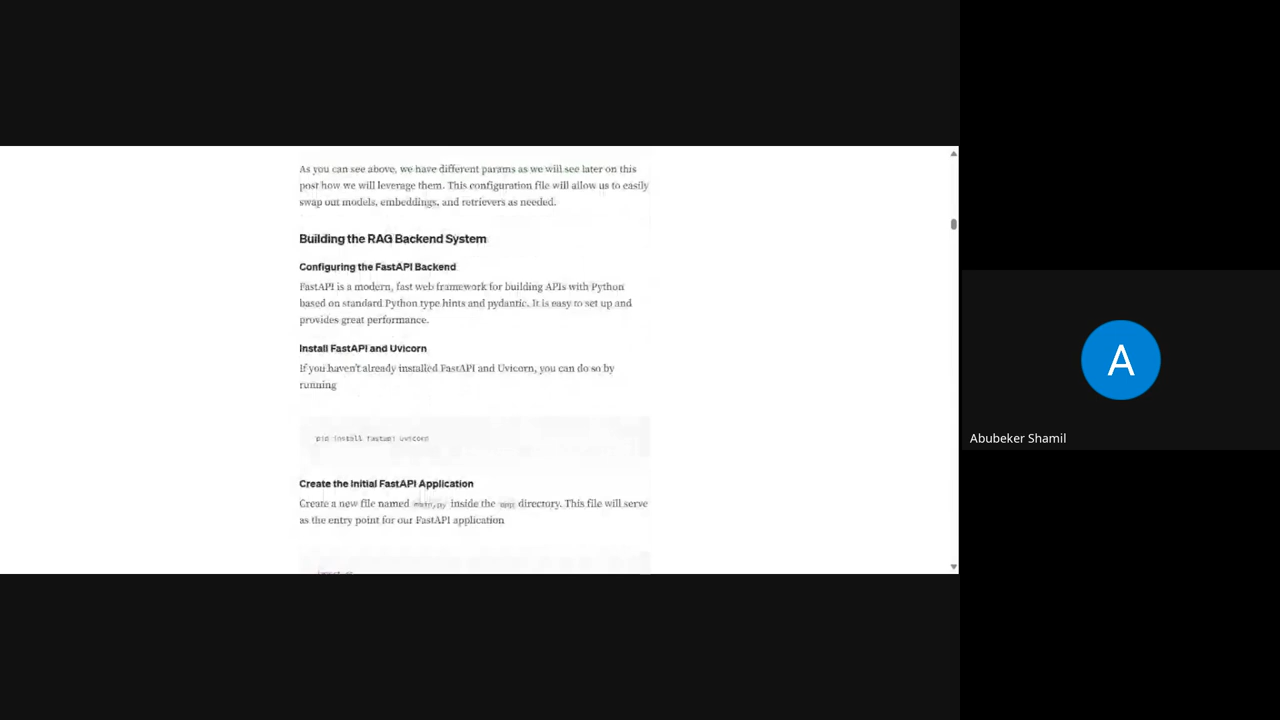 As you can see above, we have different params as we will see later on this
post how we will leverage them. This configuration file will allow us to easily
swap out models, embeddings, and retrievers as needed.
Building the RAG Backend System
Configuring the FastAPI Backend
FastAPI is a modern, fast web framework for building APIs with Python
based on standard Python type hints and pydantic. It is easy to set up and
provides great performance.
Install FastAPI and Uvicorn
If you haven't already installed FastAPI and Uvicorn, you can do so by
running
pip install fastapi uvicorn
Create the Initial FastAPI Application
Create a new file named main.py inside the app directory. This file will serve
as the entry point for our FastAPI application
A
Abubeker Shamil